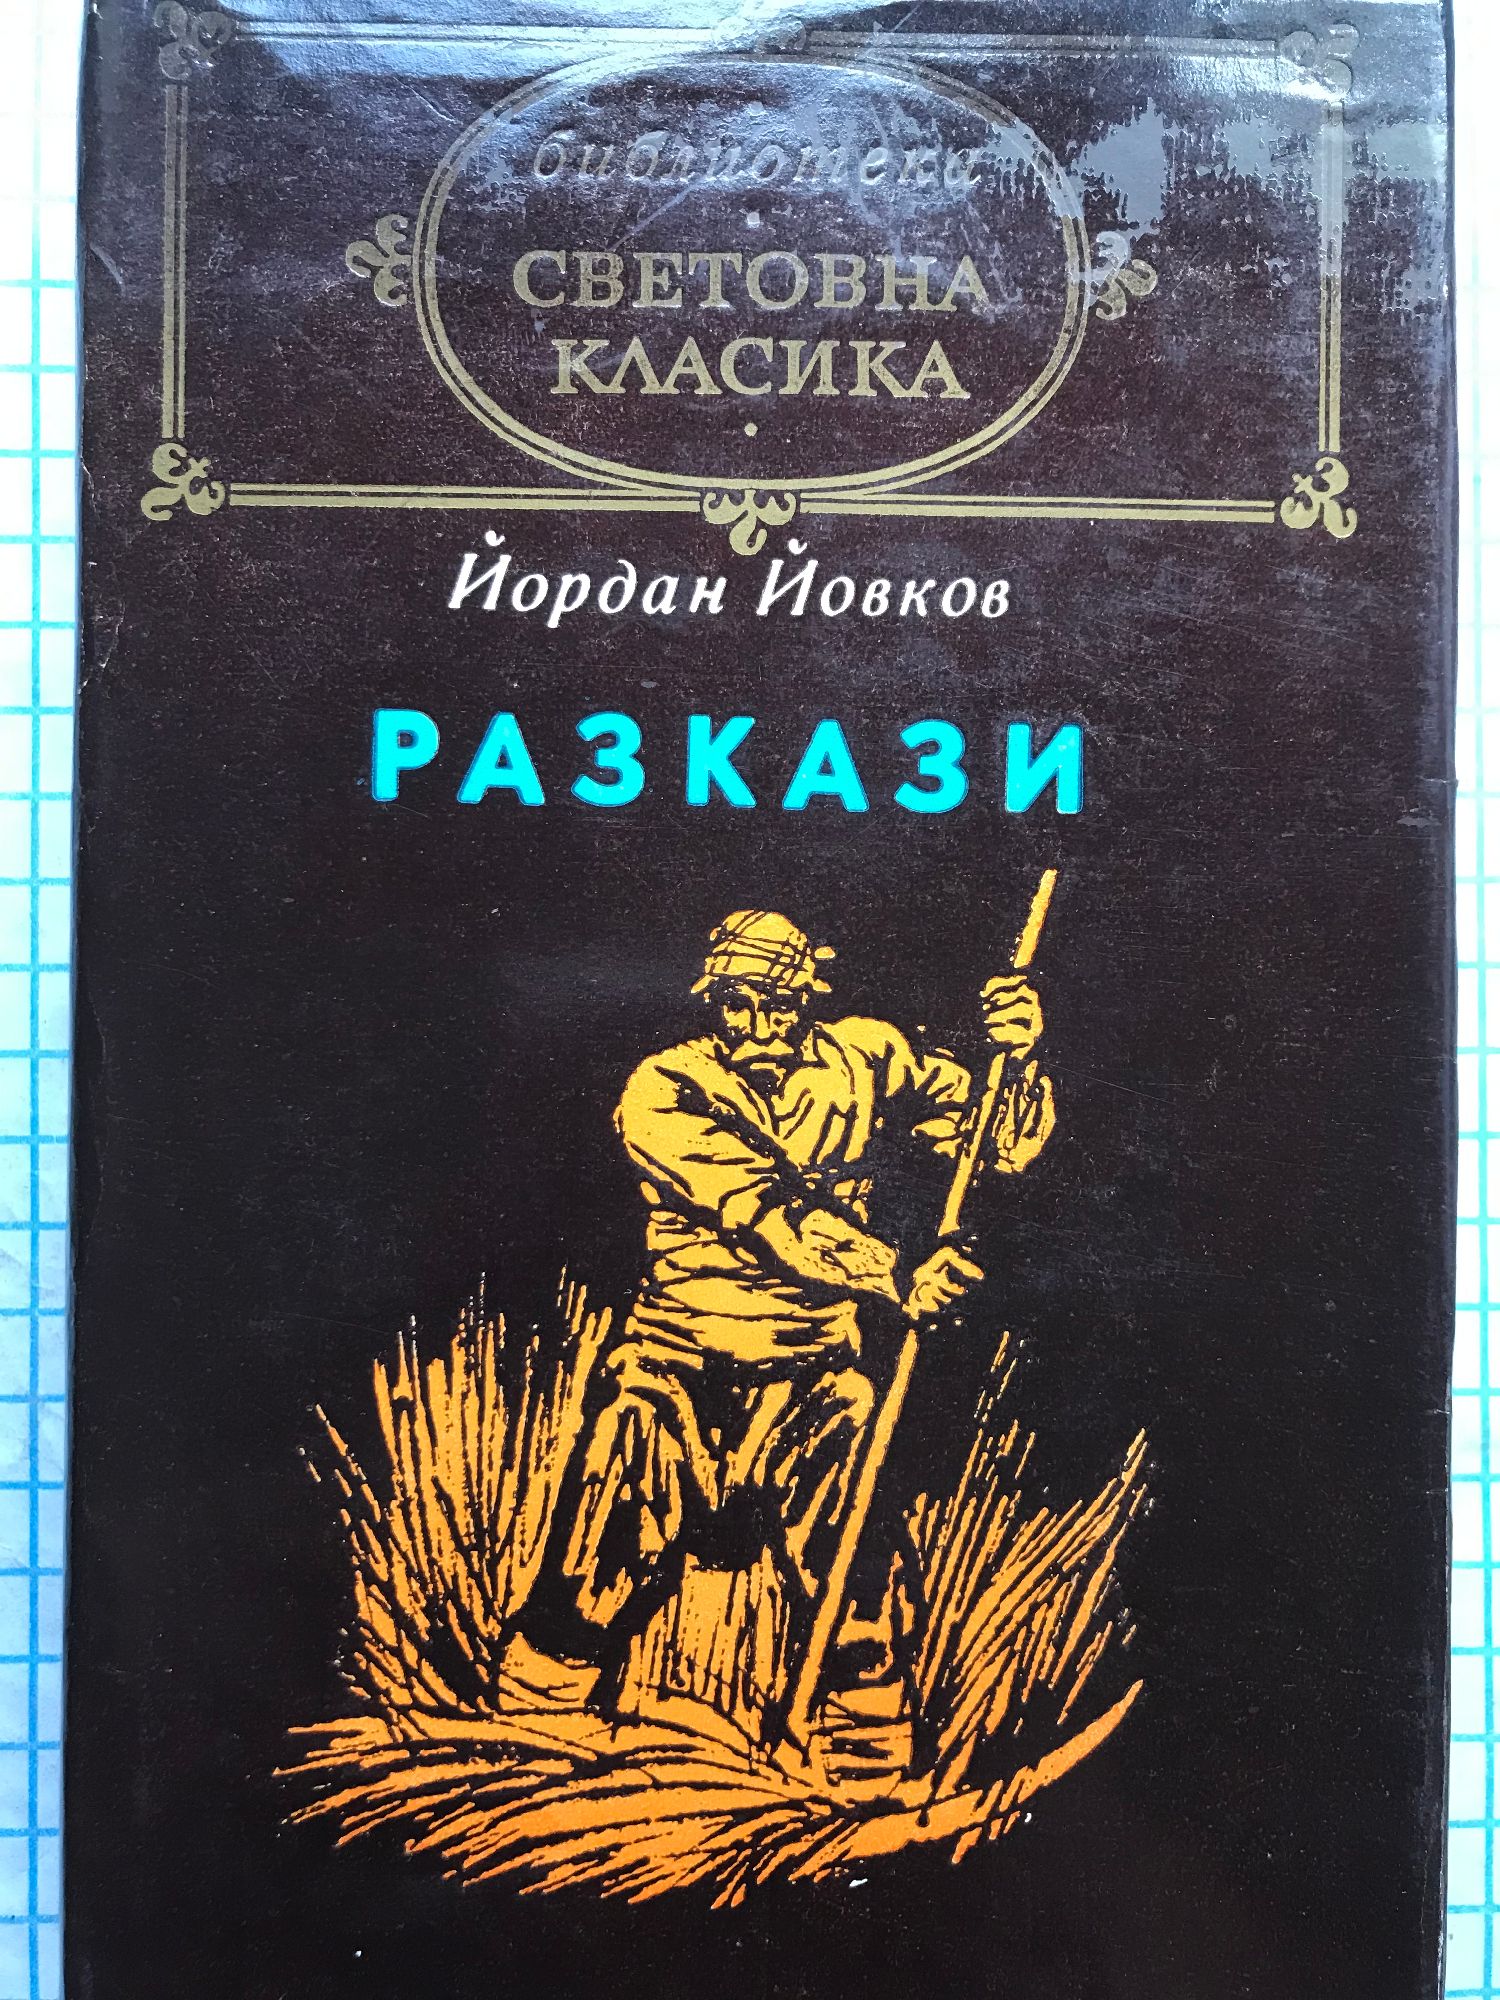 библиотека
СВЕТОВНА
КЛАСИКА
Йордан Йовков
РАЗКАЗИ